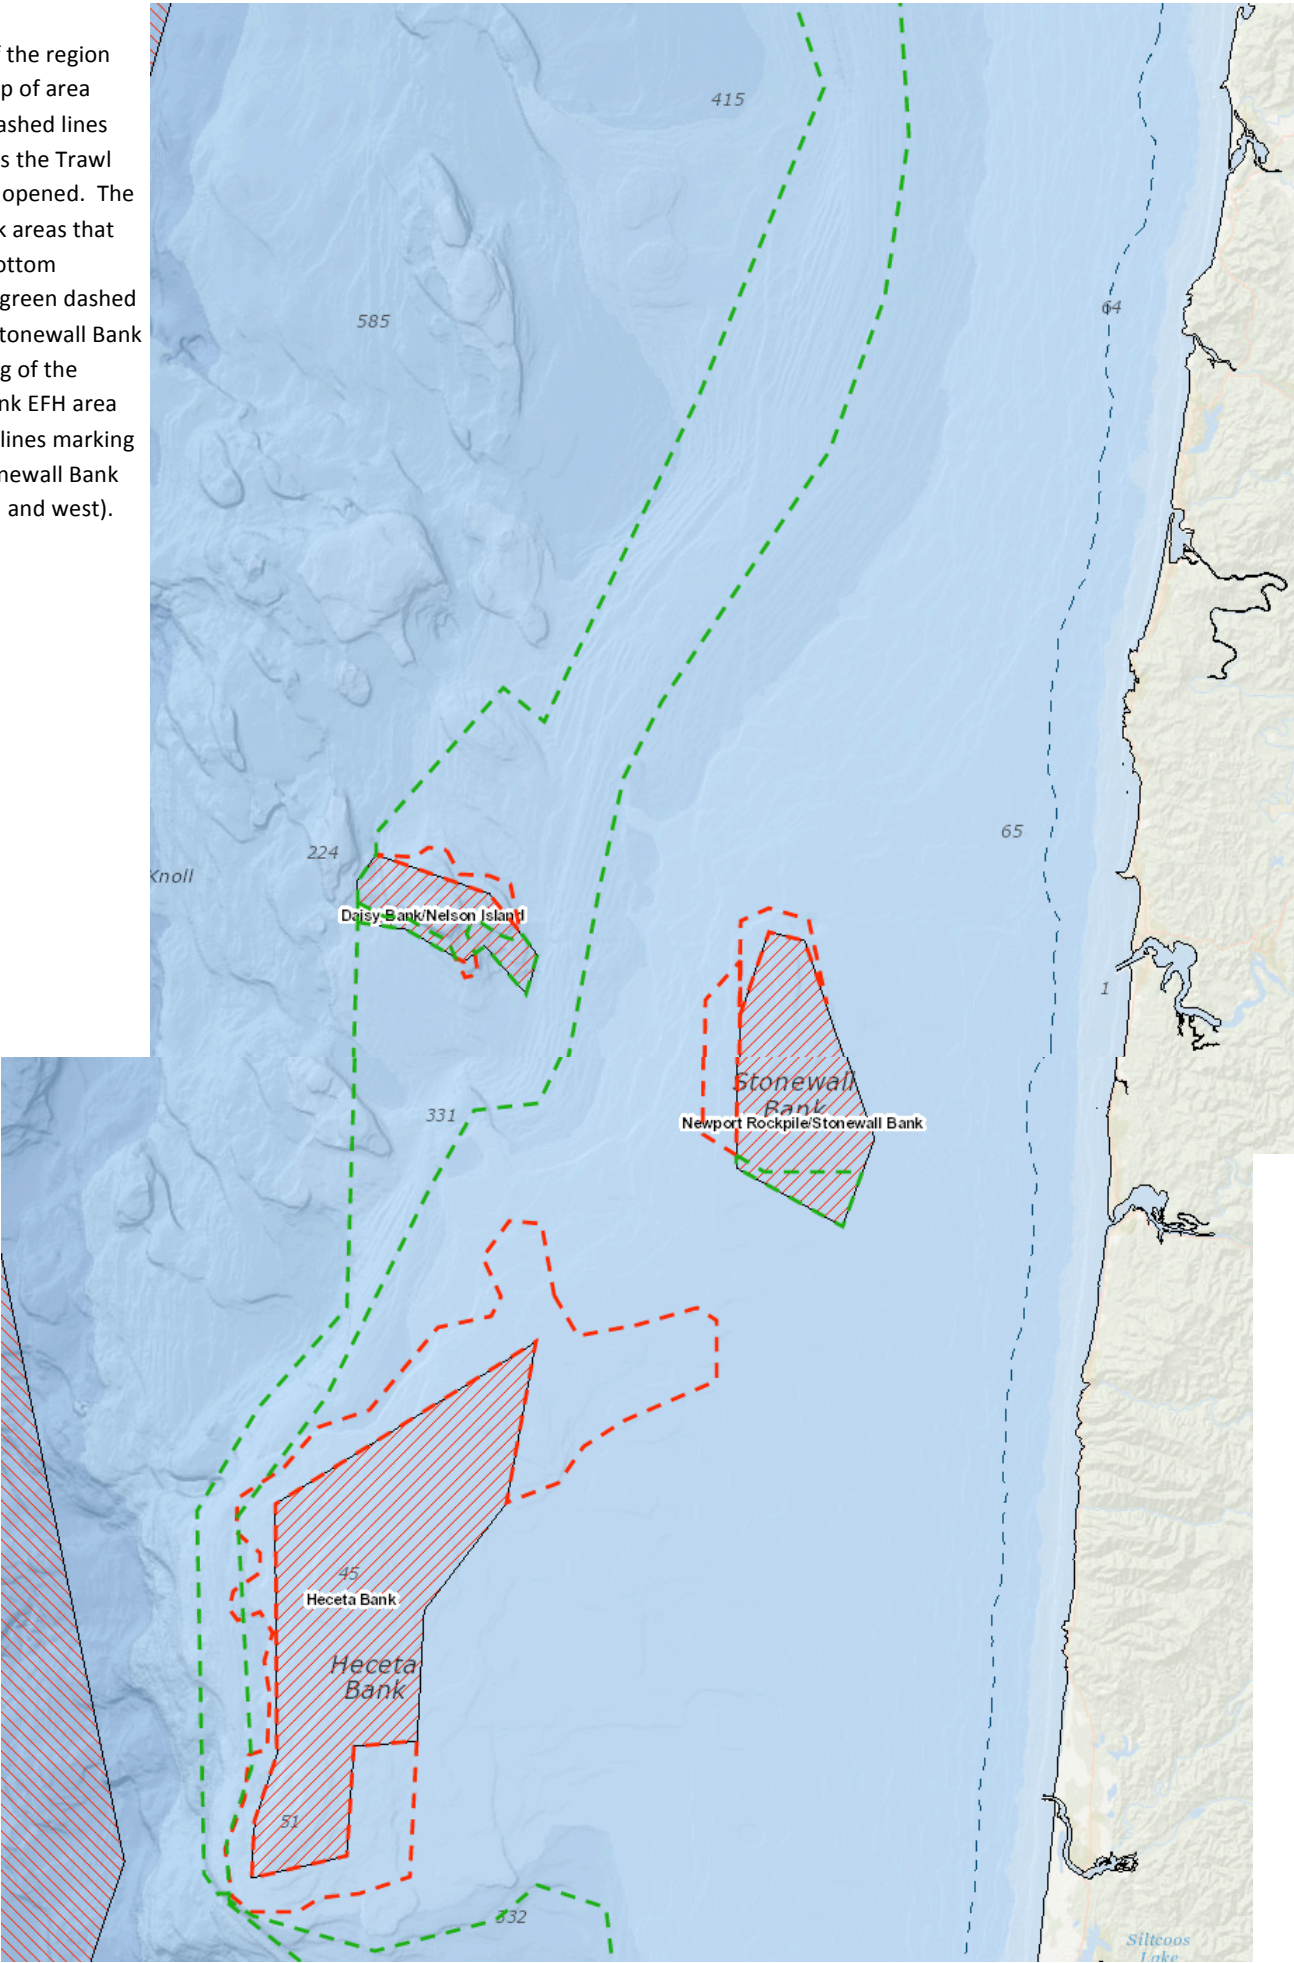 f the region
p of area
ashed lines
s the Trawl
opened. The
k areas that
ottom
green dashed
tonewall Bank
g of the
nk EFH area
lines marking
newall Bank
and west).
415
585
64
224
Knoll
65
Daisy Bank/Nelson Island
1
Stonewall
Bank
331
Newport Rockpile/Stonewall Bank
45
Heceta Bank
Heceta
Bank
51
332
Siltcoos
Lake